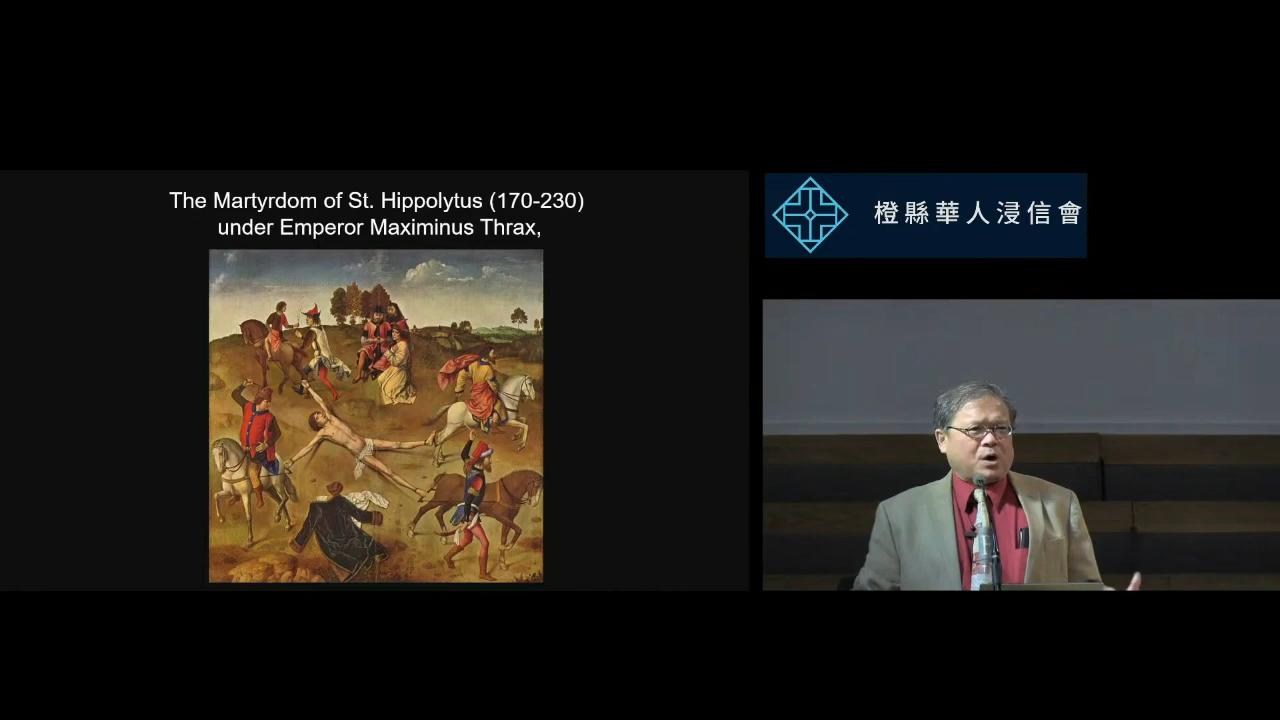 The Martyrdom of St. Hippolytus (170-230)
under Emperor Maximinus Thrax,
橙縣華人浸信會